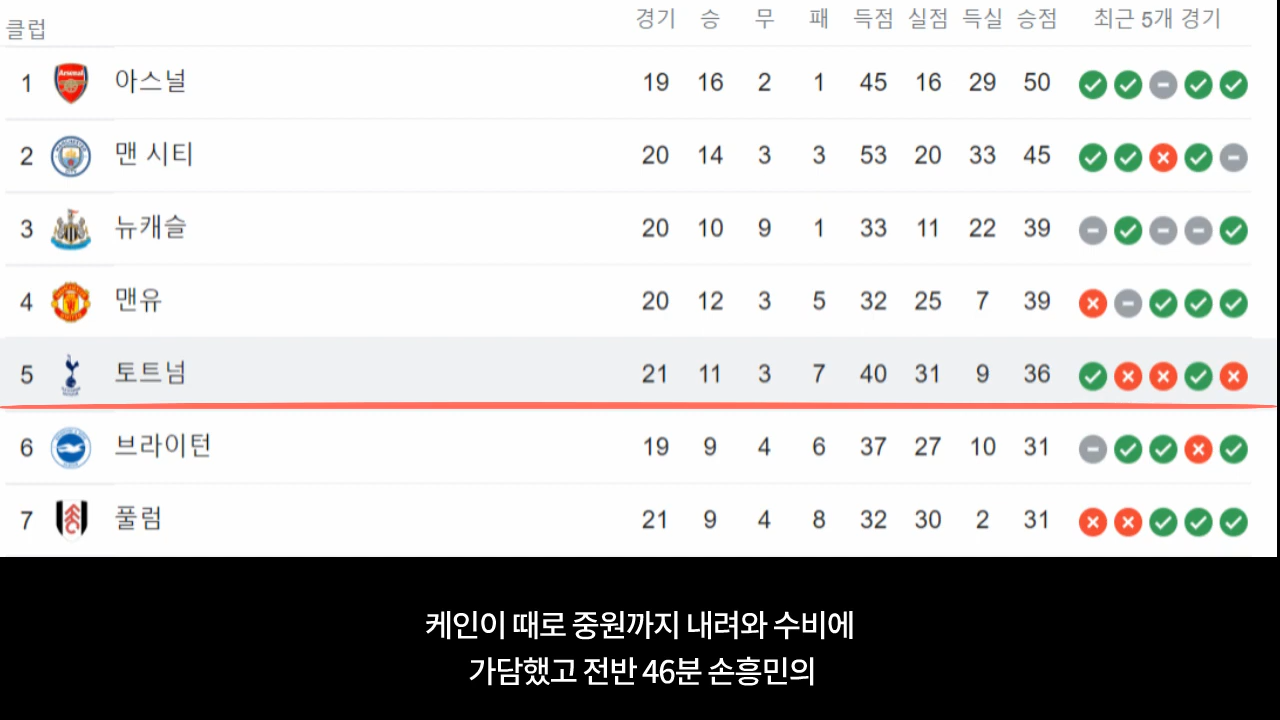 클럽 경기 승 무 패 득점 실점 득실 승점 최근 5개 경기
1 Arsenal 아스널 19 16 2 1 45 16 29 50
2 맨 시티 20 14 3 3 53 20 33 45
3 뉴캐슬 20 10 9 1 33 11 22 39
4 맨유 20 12 3 5 32 25 7 39
5 토트넘 21 11 3 7 40 31 9 36
6 브라이턴 19 9 4 6 37 27 10 31
7 풀럼 21 9 4 8 32 30 2 31
케인이 때로 중원까지 내려와 수비에
가담했고 전반 46분 손흥민의